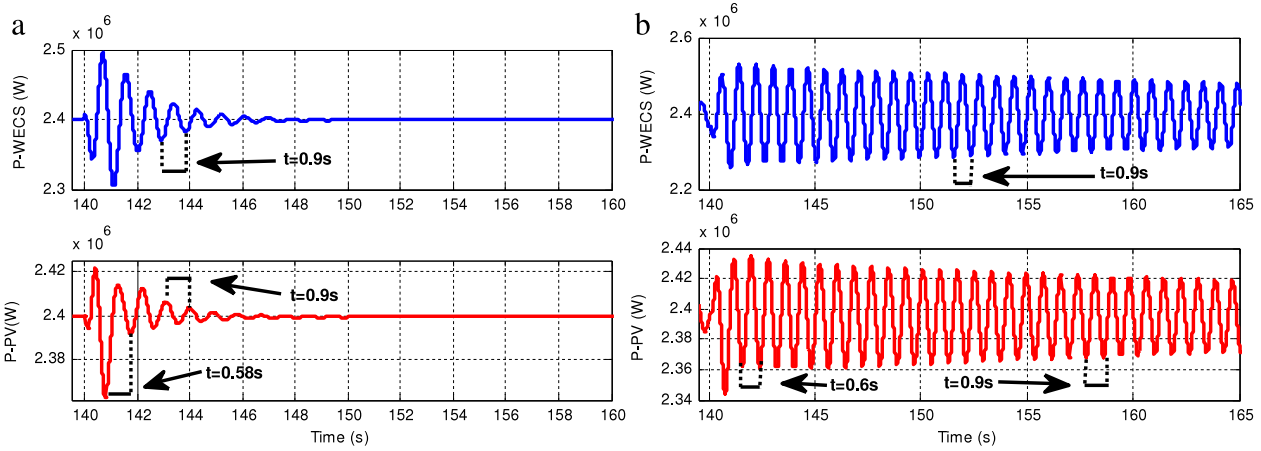 a
x 10^6
2.5
2.4
2.3
P-WECS (W)
t=0.9s
140 142 144 146 148 150 152 154 156 158 160
x 10^6
2.42
2.4
2.38
P-PV(W)
t=0.9s
t=0.58s
140 142 144 146 148 150 152 154 156 158 160
Time (s)
b
x 10^6
2.6
2.4
2.2
P-WECS (W)
t=0.9s
140 145 150 155 160 165
x 10^6
2.44
2.42
2.4
2.38
2.36
2.34
P-PV (W)
t=0.6s
t=0.9s
140 145 150 155 160 165
Time (s)